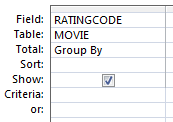 Field: RATINGCODE
Table: MOVIE
Total: Group By
Sort:
Show:
Criteria:
or: